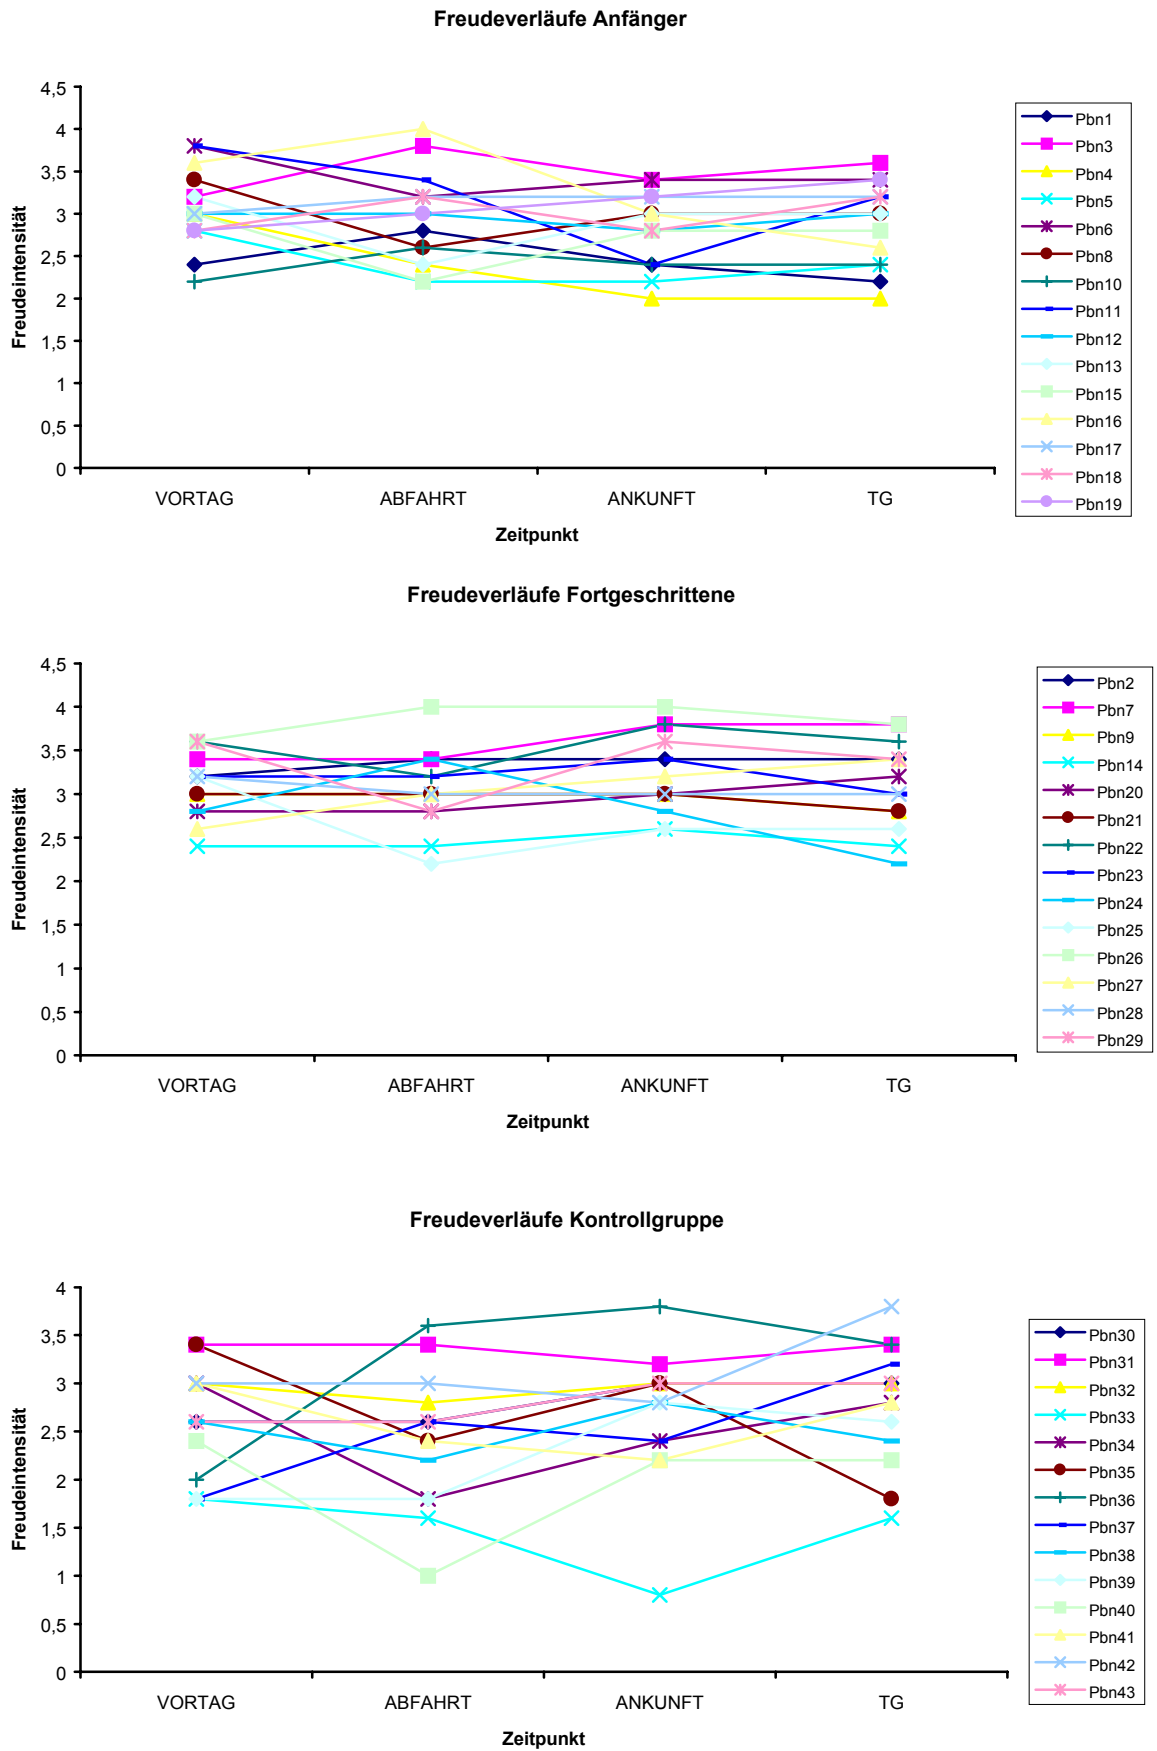 Freudeverläufe Anfänger
4,5
4
3,5
3
2,5
2
1,5
1
0,5
0
Freudeintensität
VORTAG ABFAHRT ANKUNFT TG
Zeitpunkt
Pbn1
Pbn3
Pbn4
Pbn5
Pbn6
Pbn8
Pbn10
Pbn11
Pbn12
Pbn13
Pbn15
Pbn16
Pbn17
Pbn18
Pbn19
Freudeverläufe Fortgeschrittene
4,5
4
3,5
3
2,5
2
1,5
1
0,5
0
Freudeintensität
VORTAG ABFAHRT ANKUNFT TG
Zeitpunkt
Pbn2
Pbn7
Pbn9
Pbn14
Pbn20
Pbn21
Pbn22
Pbn23
Pbn24
Pbn25
Pbn26
Pbn27
Pbn28
Pbn29
Freudeverläufe Kontrollgruppe
4
3,5
3
2,5
2
1,5
1
0,5
0
Freudeintensität
VORTAG ABFAHRT ANKUNFT TG
Zeitpunkt
Pbn30
Pbn31
Pbn32
Pbn33
Pbn34
Pbn35
Pbn36
Pbn37
Pbn38
Pbn39
Pbn40
Pbn41
Pbn42
Pbn43